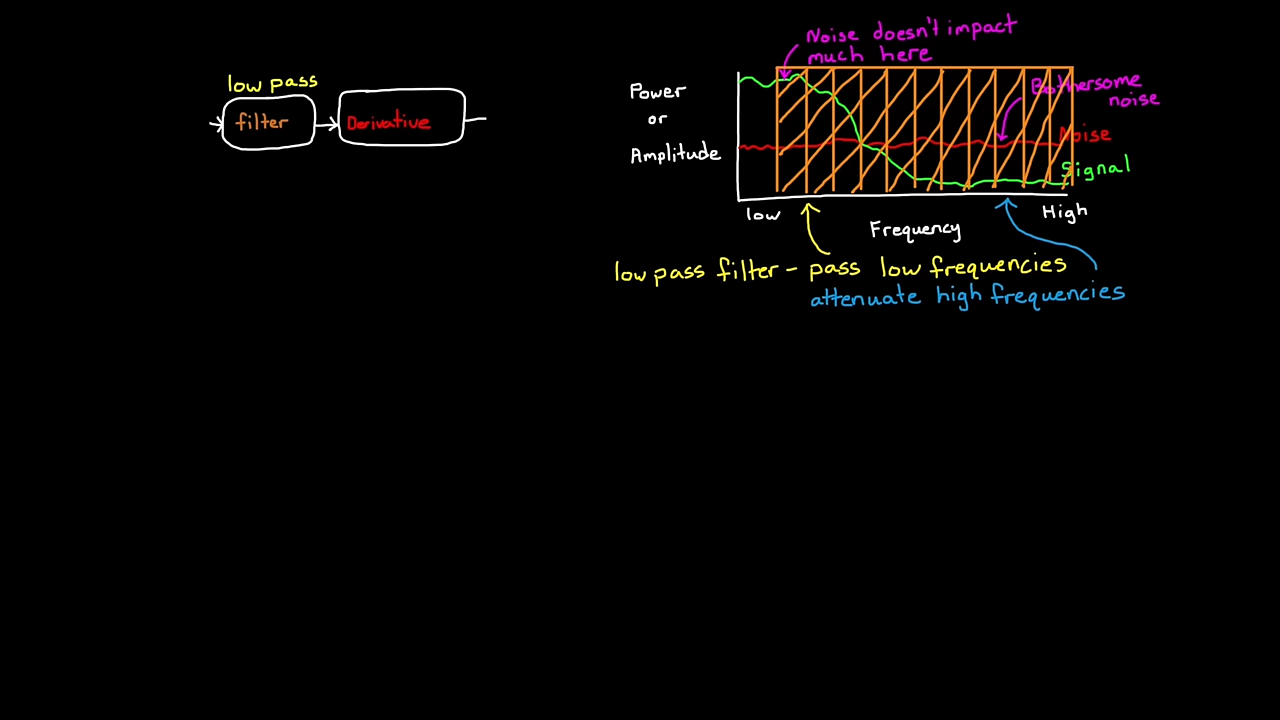 low pass
filter
Derivative
Noise doesn't impact
much here
Power
or
Amplitude
Bothersome
noise
Noise
Signal
low
High
Frequency
low pass filter - pass low frequencies
attenuate high frequencies